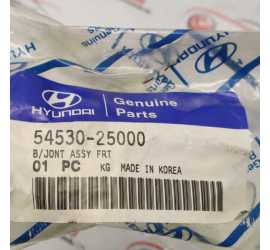 HYUNDAI
Genuine
Parts
54530-25000
B/JONT ASSY FRT
01 PC KG MADE IN KOREA